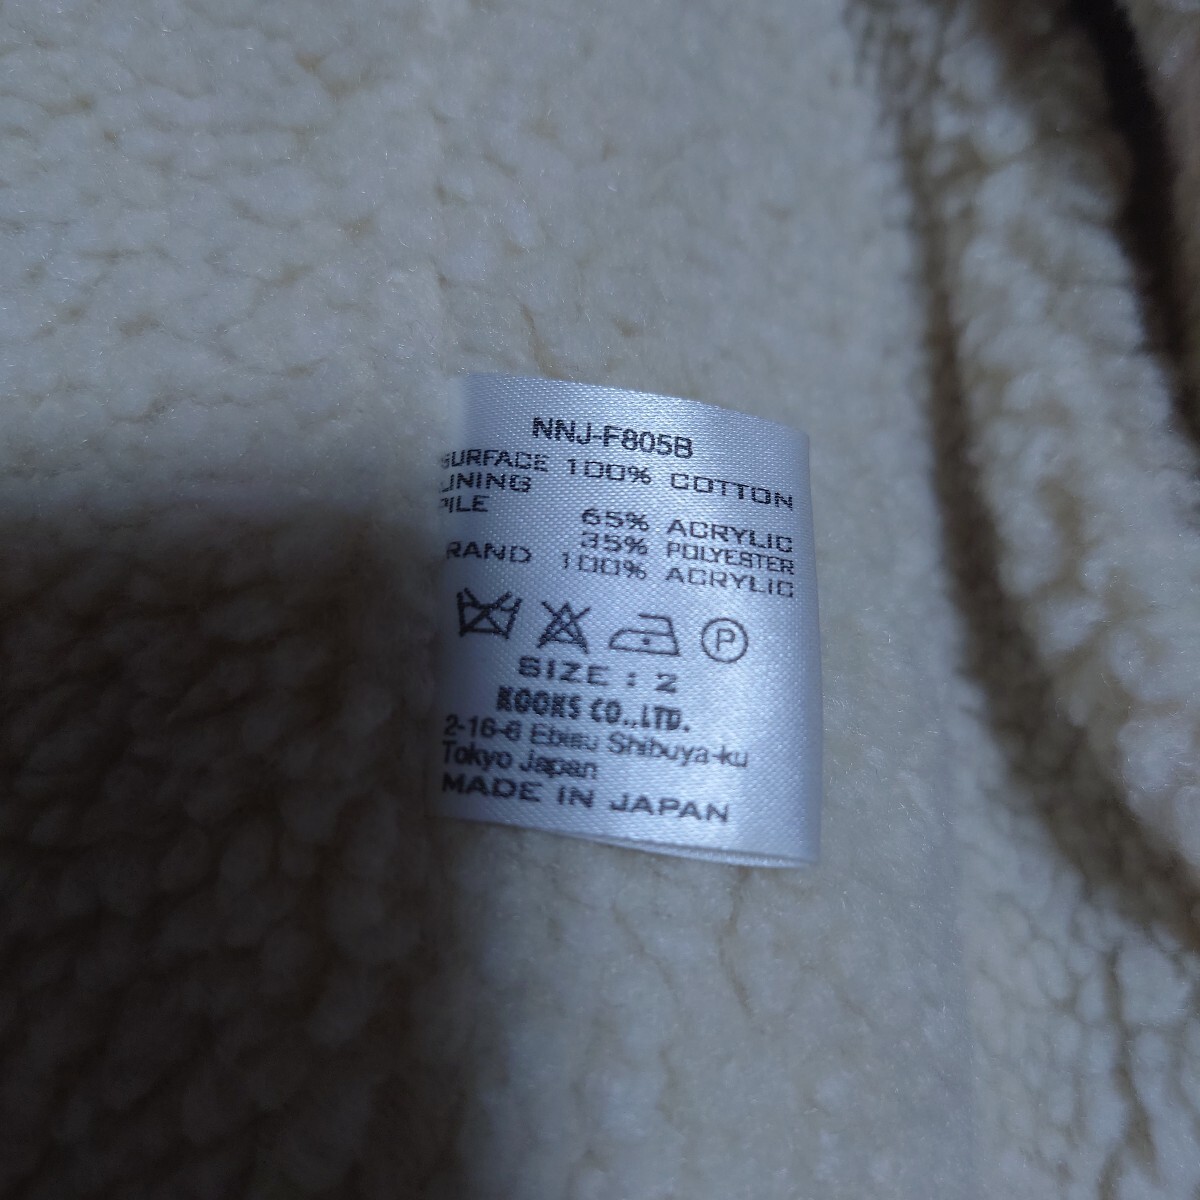 NNJ-F805B
SURFACE 100% COTTON
LINING
PILE 65% ACRYLIC
35% POLYESTER
GRAND 100% ACRYLIC
P
SIZE : 2
KOOKS CO.,LTD.
2-16-6 Ebisu Shibuya-ku
Tokyo Japan
MADE IN JAPAN